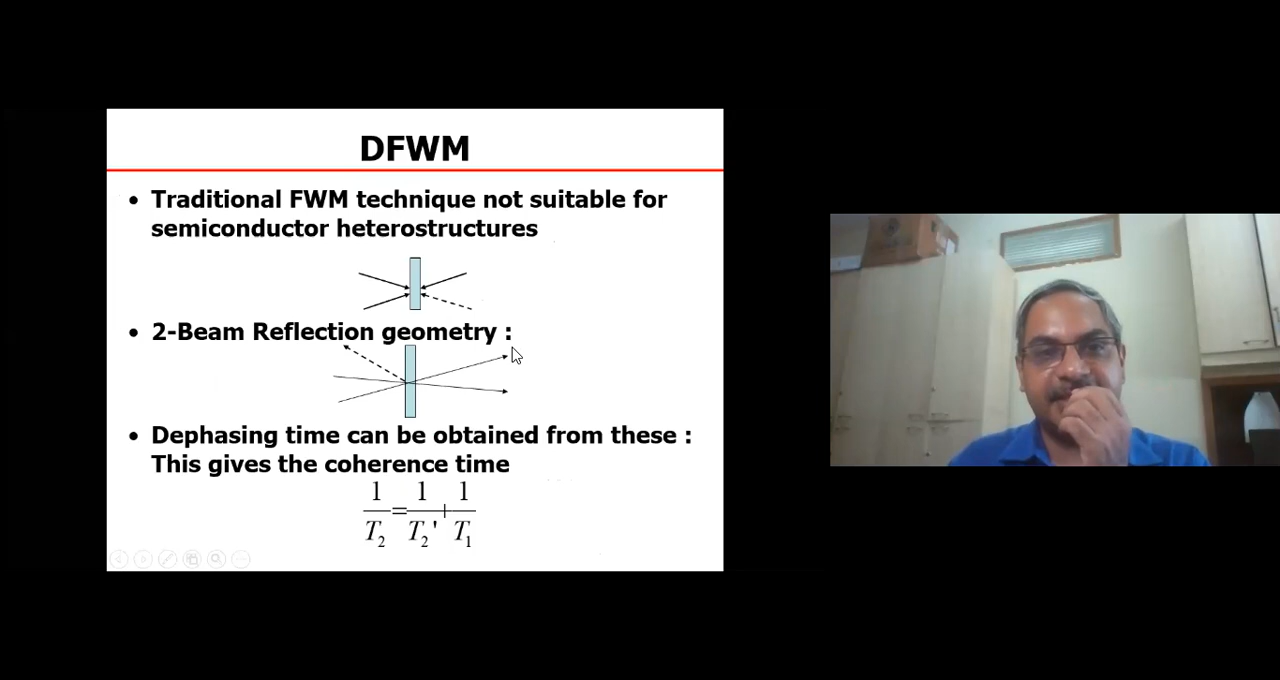 DFWM
• Traditional FWM technique not suitable for
semiconductor heterostructures
• 2-Beam Reflection geometry :
• Dephasing time can be obtained from these :
This gives the coherence time
1/T₂ = 1/T₂' + 1/T₁